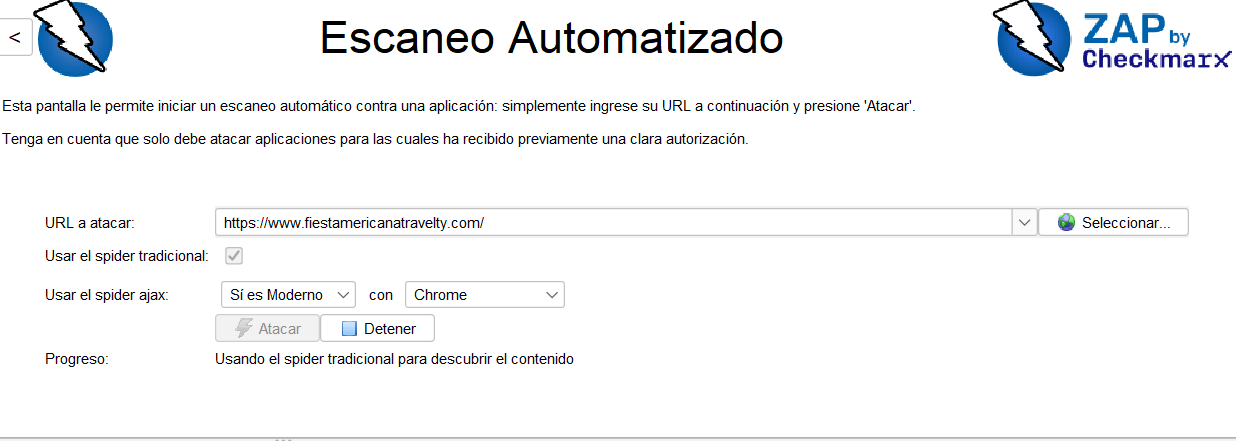 <
Escaneo Automatizado
ZAP by
Checkmarx
Esta pantalla le permite iniciar un escaneo automático contra una aplicación: simplemente ingrese su URL a continuación y presione 'Atacar'.
Tenga en cuenta que solo debe atacar aplicaciones para las cuales ha recibido previamente una clara autorización.
URL a atacar: https://www.fiestamericanatravelty.com/ Seleccionar...
Usar el spider tradicional:
Usar el spider ajax: Sí es Moderno con Chrome
Atacar Detener
Progreso: Usando el spider tradicional para descubrir el contenido